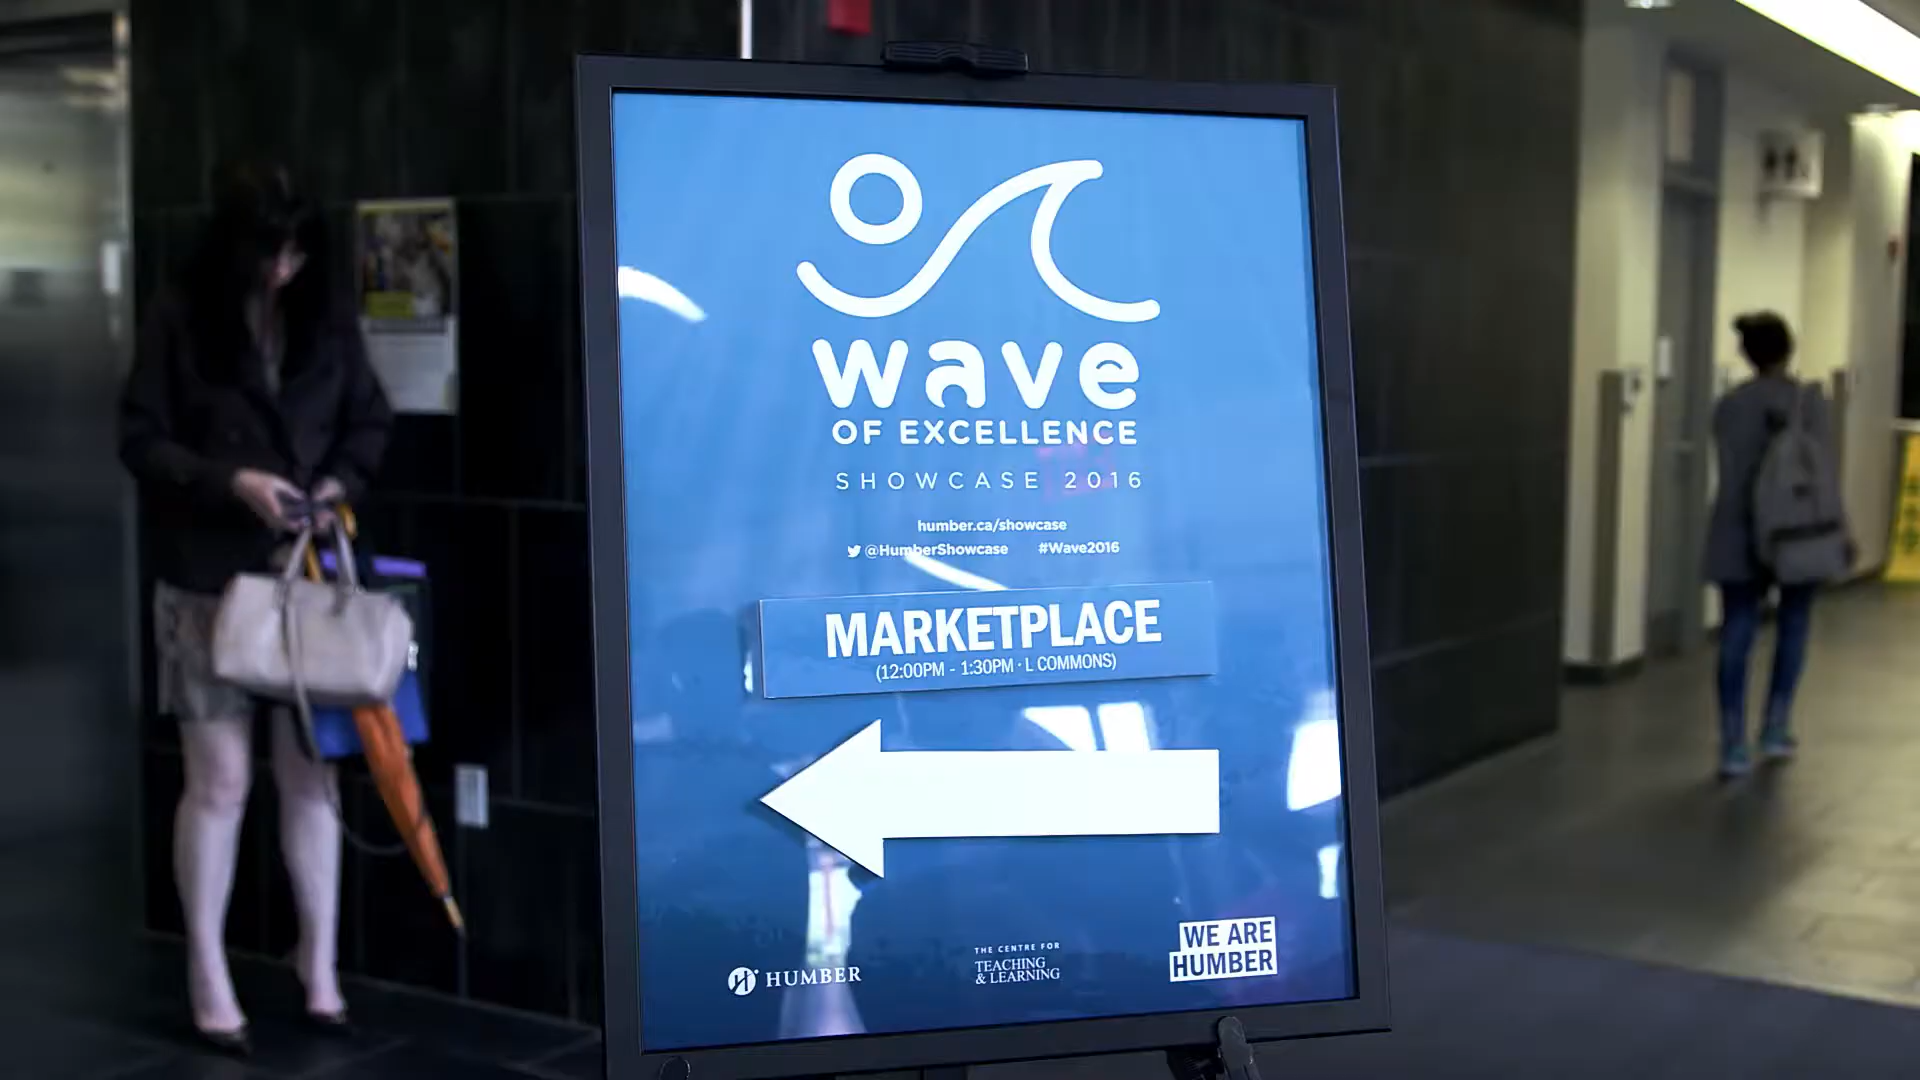 wave
OF EXCELLENCE
SHOWCASE 2016
humber.ca/showcase
@HumberShowcase #Wave2016
MARKETPLACE
(12:00PM - 1:30PM · L COMMONS)
HUMBER
THE CENTRE FOR
TEACHING
& LEARNING
WE ARE
HUMBER